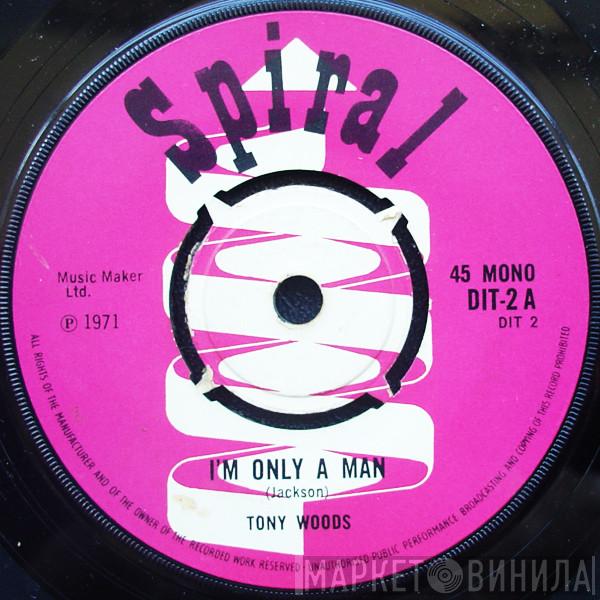 Spiral
Music Maker
Ltd.
℗ 1971
45 MONO
DIT-2 A
DIT 2
I'M ONLY A MAN
(Jackson)
TONY WOODS
ALL RIGHTS OF THE MANUFACTURER AND OF THE OWNER OF THE RECORDED WORK RESERVED - UNAUTHORISED PUBLIC PERFORMANCE BROADCASTING AND COPYING OF THIS RECORD PROHIBITED
МАРКЕТ ВИНИЛА